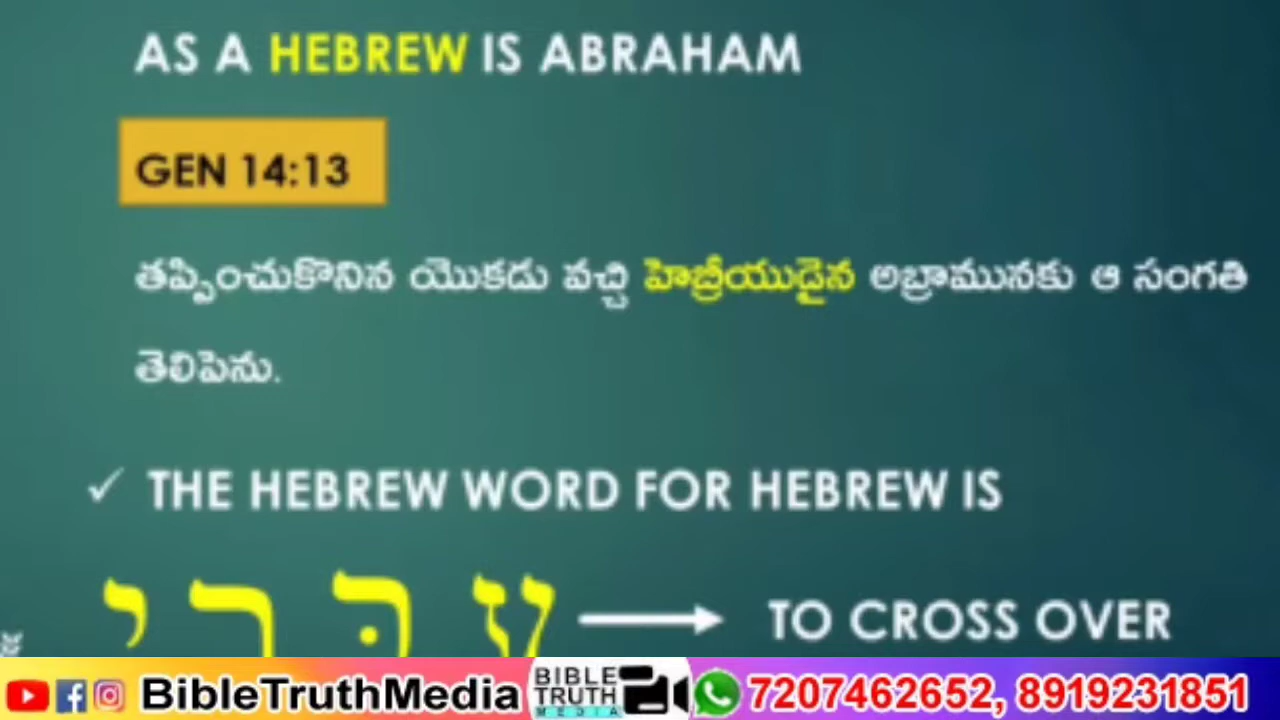 AS A HEBREW IS ABRAHAM
GEN 14:13
తప్పించుకొనిన యొకడు వచ్చి హెబ్రీయుడైన అబ్రామునకు ఆ సంగతి
తెలిపెను.
✓ THE HEBREW WORD FOR HEBREW IS
עברי → TO CROSS OVER
BibleTruthMedia BIBLE TRUTH MEDIA 7207462652, 8919231851